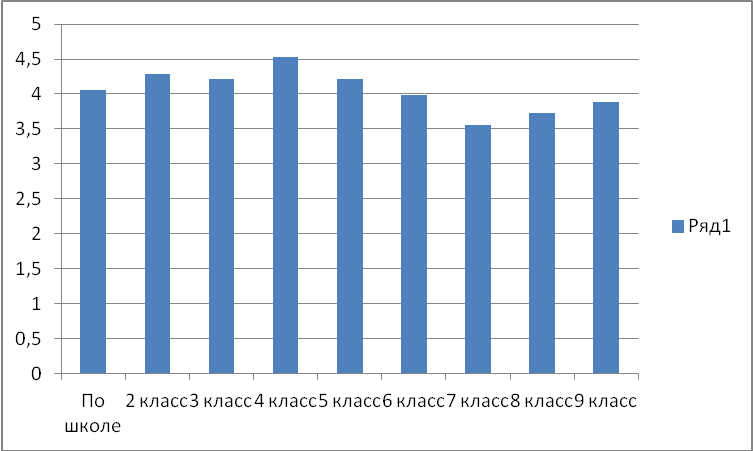 5
4,5
4
3,5
3
2,5
2
1,5
1
0,5
0
По школе
2 класс
3 класс
4 класс
5 класс
6 класс
7 класс
8 класс
9 класс
Ряд1